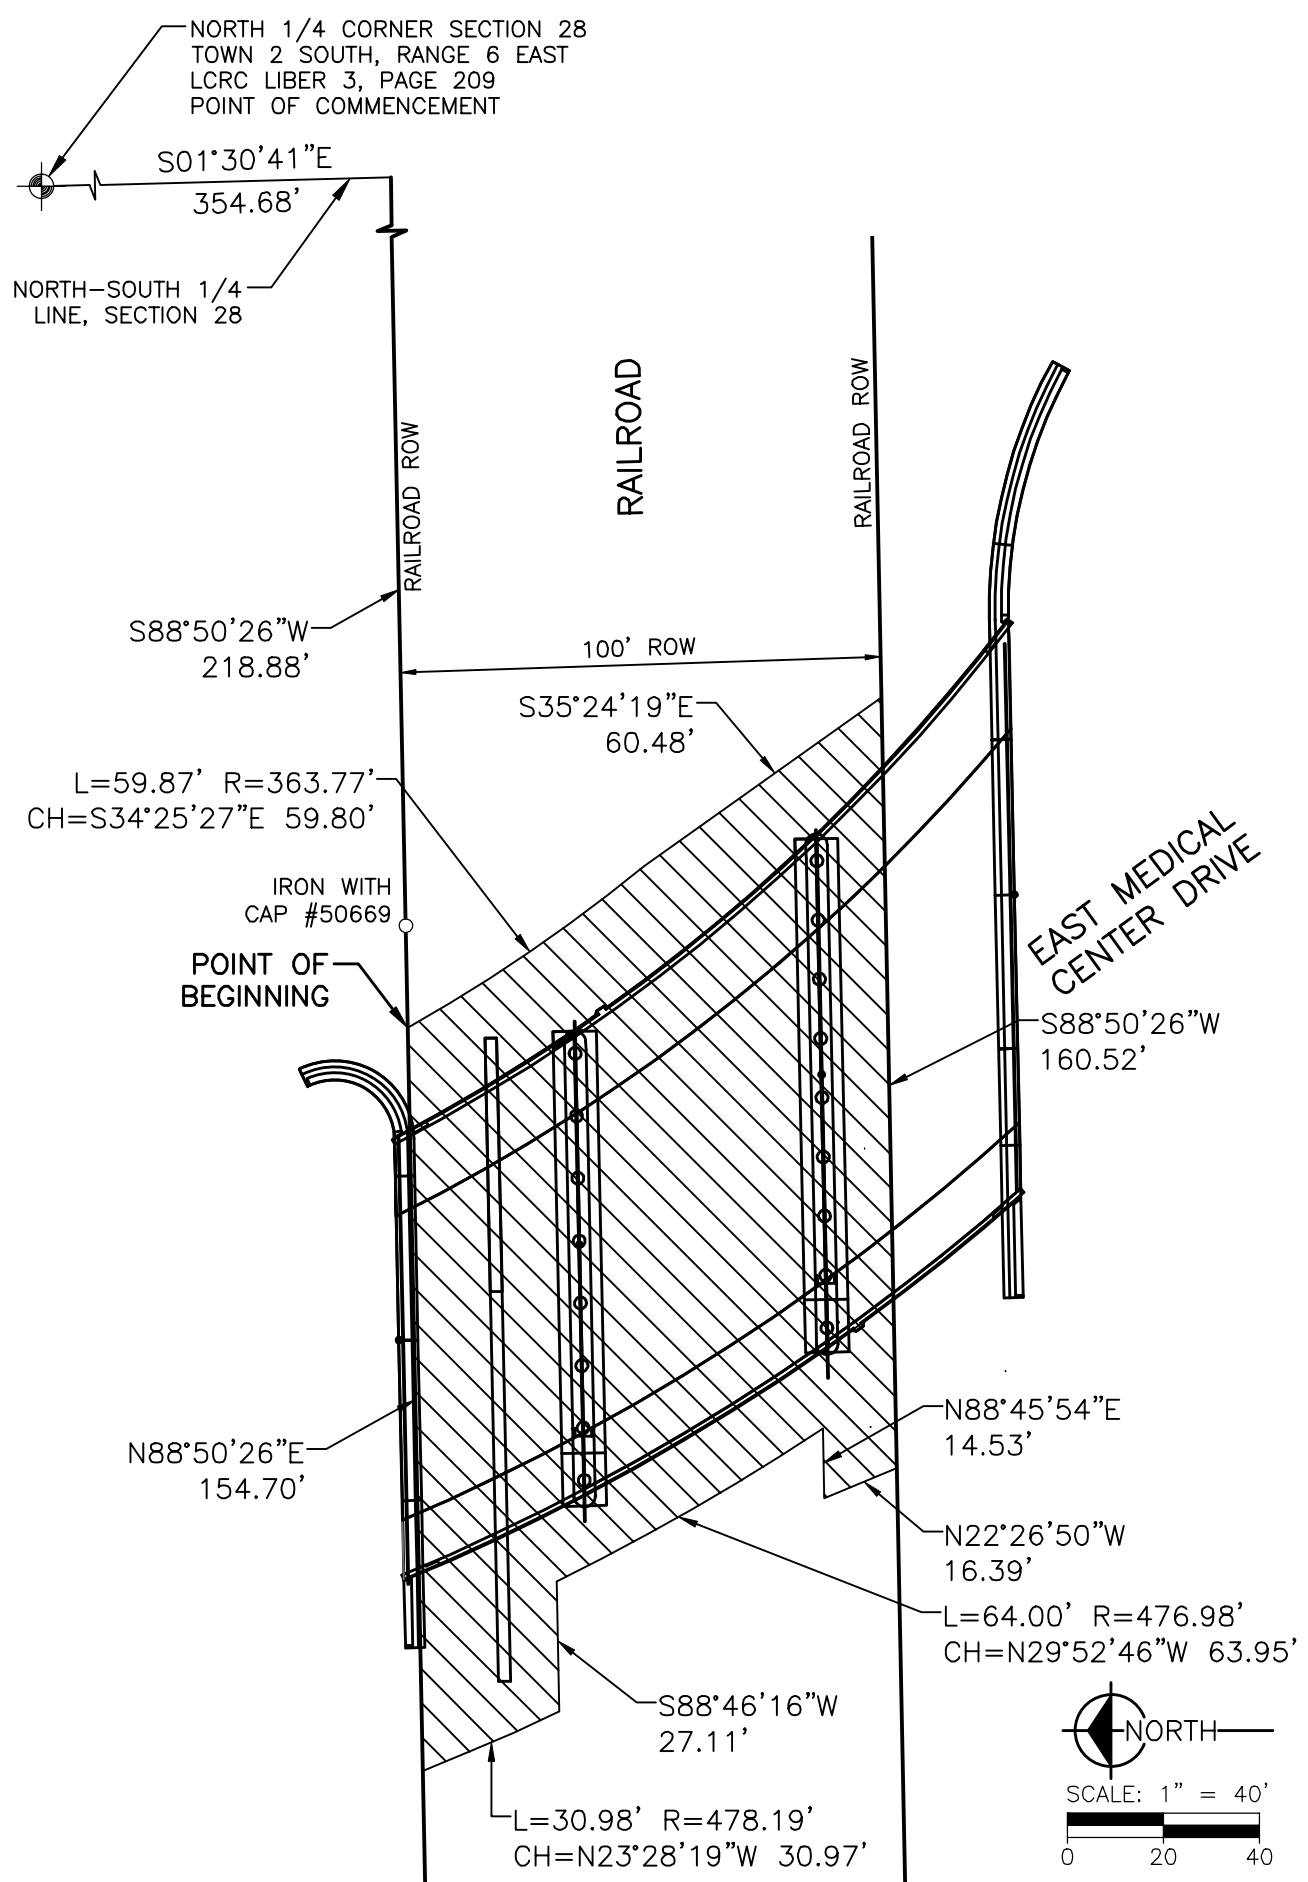 NORTH 1/4 CORNER SECTION 28
TOWN 2 SOUTH, RANGE 6 EAST
LCRC LIBER 3, PAGE 209
POINT OF COMMENCEMENT
S01°30'41"E
354.68'
NORTH-SOUTH 1/4
LINE, SECTION 28
RAILROAD
RAILROAD ROW
RAILROAD ROW
S88°50'26"W
218.88'
100' ROW
S35°24'19"E
60.48'
L=59.87' R=363.77'
CH=S34°25'27"E 59.80'
IRON WITH
CAP #50669
POINT OF
BEGINNING
EAST MEDICAL
CENTER DRIVE
S88°50'26"W
160.52'
N88°45'54"E
14.53'
N88°50'26"E
154.70'
N22°26'50"W
16.39'
L=64.00' R=476.98'
CH=N29°52'46"W 63.95'
S88°46'16"W
27.11'
L=30.98' R=478.19'
CH=N23°28'19"W 30.97'
NORTH
SCALE: 1" = 40'
0 20 40